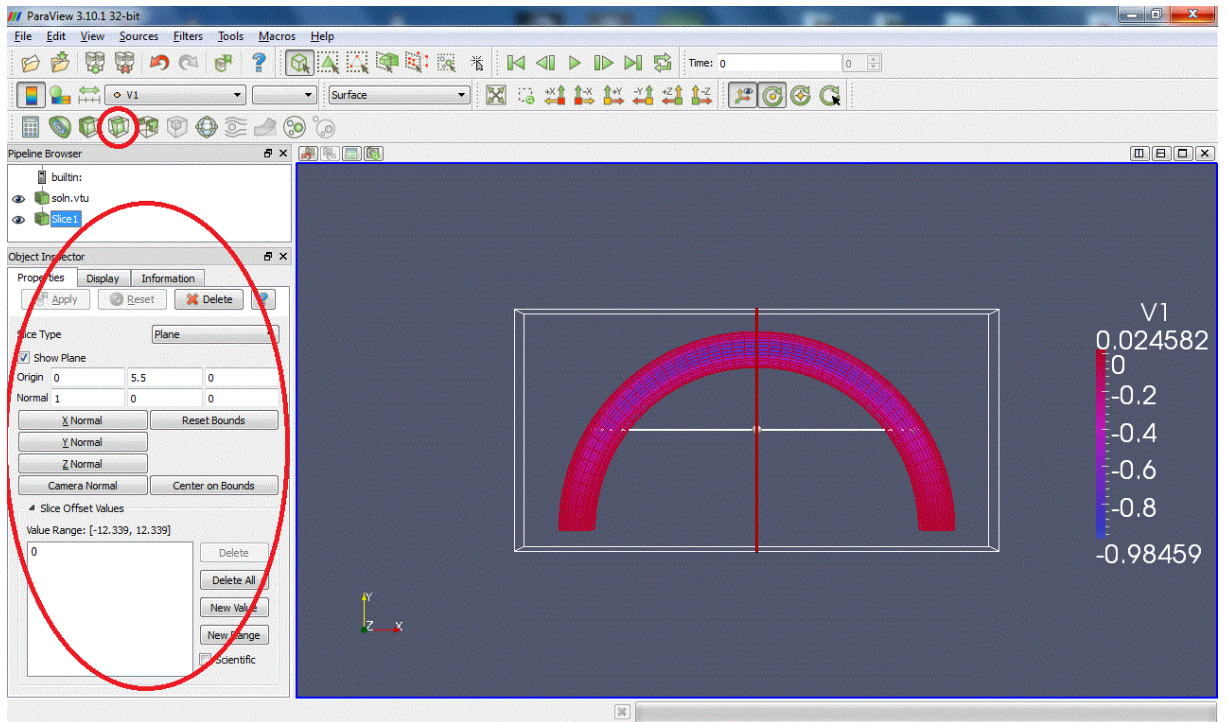 ParaView 3.10.1 32-bit
File Edit View Sources Filters Tools Macros Help
Time: 0 0
V1 Surface
+X -X +Y -Y +Z -Z
Pipeline Browser
builtin:
soln.vtu
Slice1
Object Inspector
Properties Display Information
Apply Reset Delete ?
Slice Type Plane
Show Plane
Origin 0 5.5 0
Normal 1 0 0
X Normal Reset Bounds
Y Normal
Z Normal
Camera Normal Center on Bounds
Slice Offset Values
Value Range: [-12.339, 12.339]
0 Delete
Delete All
New Value
New Range
Scientific
V1
0.024582
0
-0.2
-0.4
-0.6
-0.8
-0.98459
Y
Z X